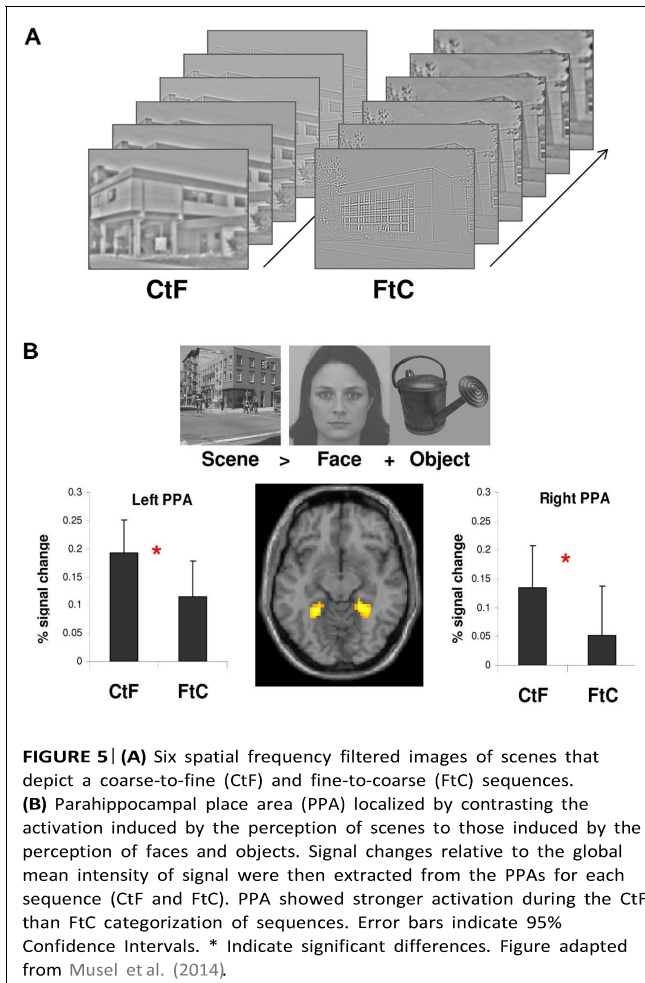 A
CtF
FtC
B
Scene > Face + Object
Left PPA
% signal change
0.3
0.25
0.2
0.15
0.1
0.05
0
*
CtF
FtC
Right PPA
% signal change
0.3
0.25
0.2
0.15
0.1
0.05
0
*
CtF
FtC
FIGURE 5 | (A) Six spatial frequency filtered images of scenes that
depict a coarse-to-fine (CtF) and fine-to-coarse (FtC) sequences.
(B) Parahippocampal place area (PPA) localized by contrasting the
activation induced by the perception of scenes to those induced by the
perception of faces and objects. Signal changes relative to the global
mean intensity of signal were then extracted from the PPAs for each
sequence (CtF and FtC). PPA showed stronger activation during the CtF
than FtC categorization of sequences. Error bars indicate 95%
Confidence Intervals. * Indicate significant differences. Figure adapted
from Musel et al. (2014).